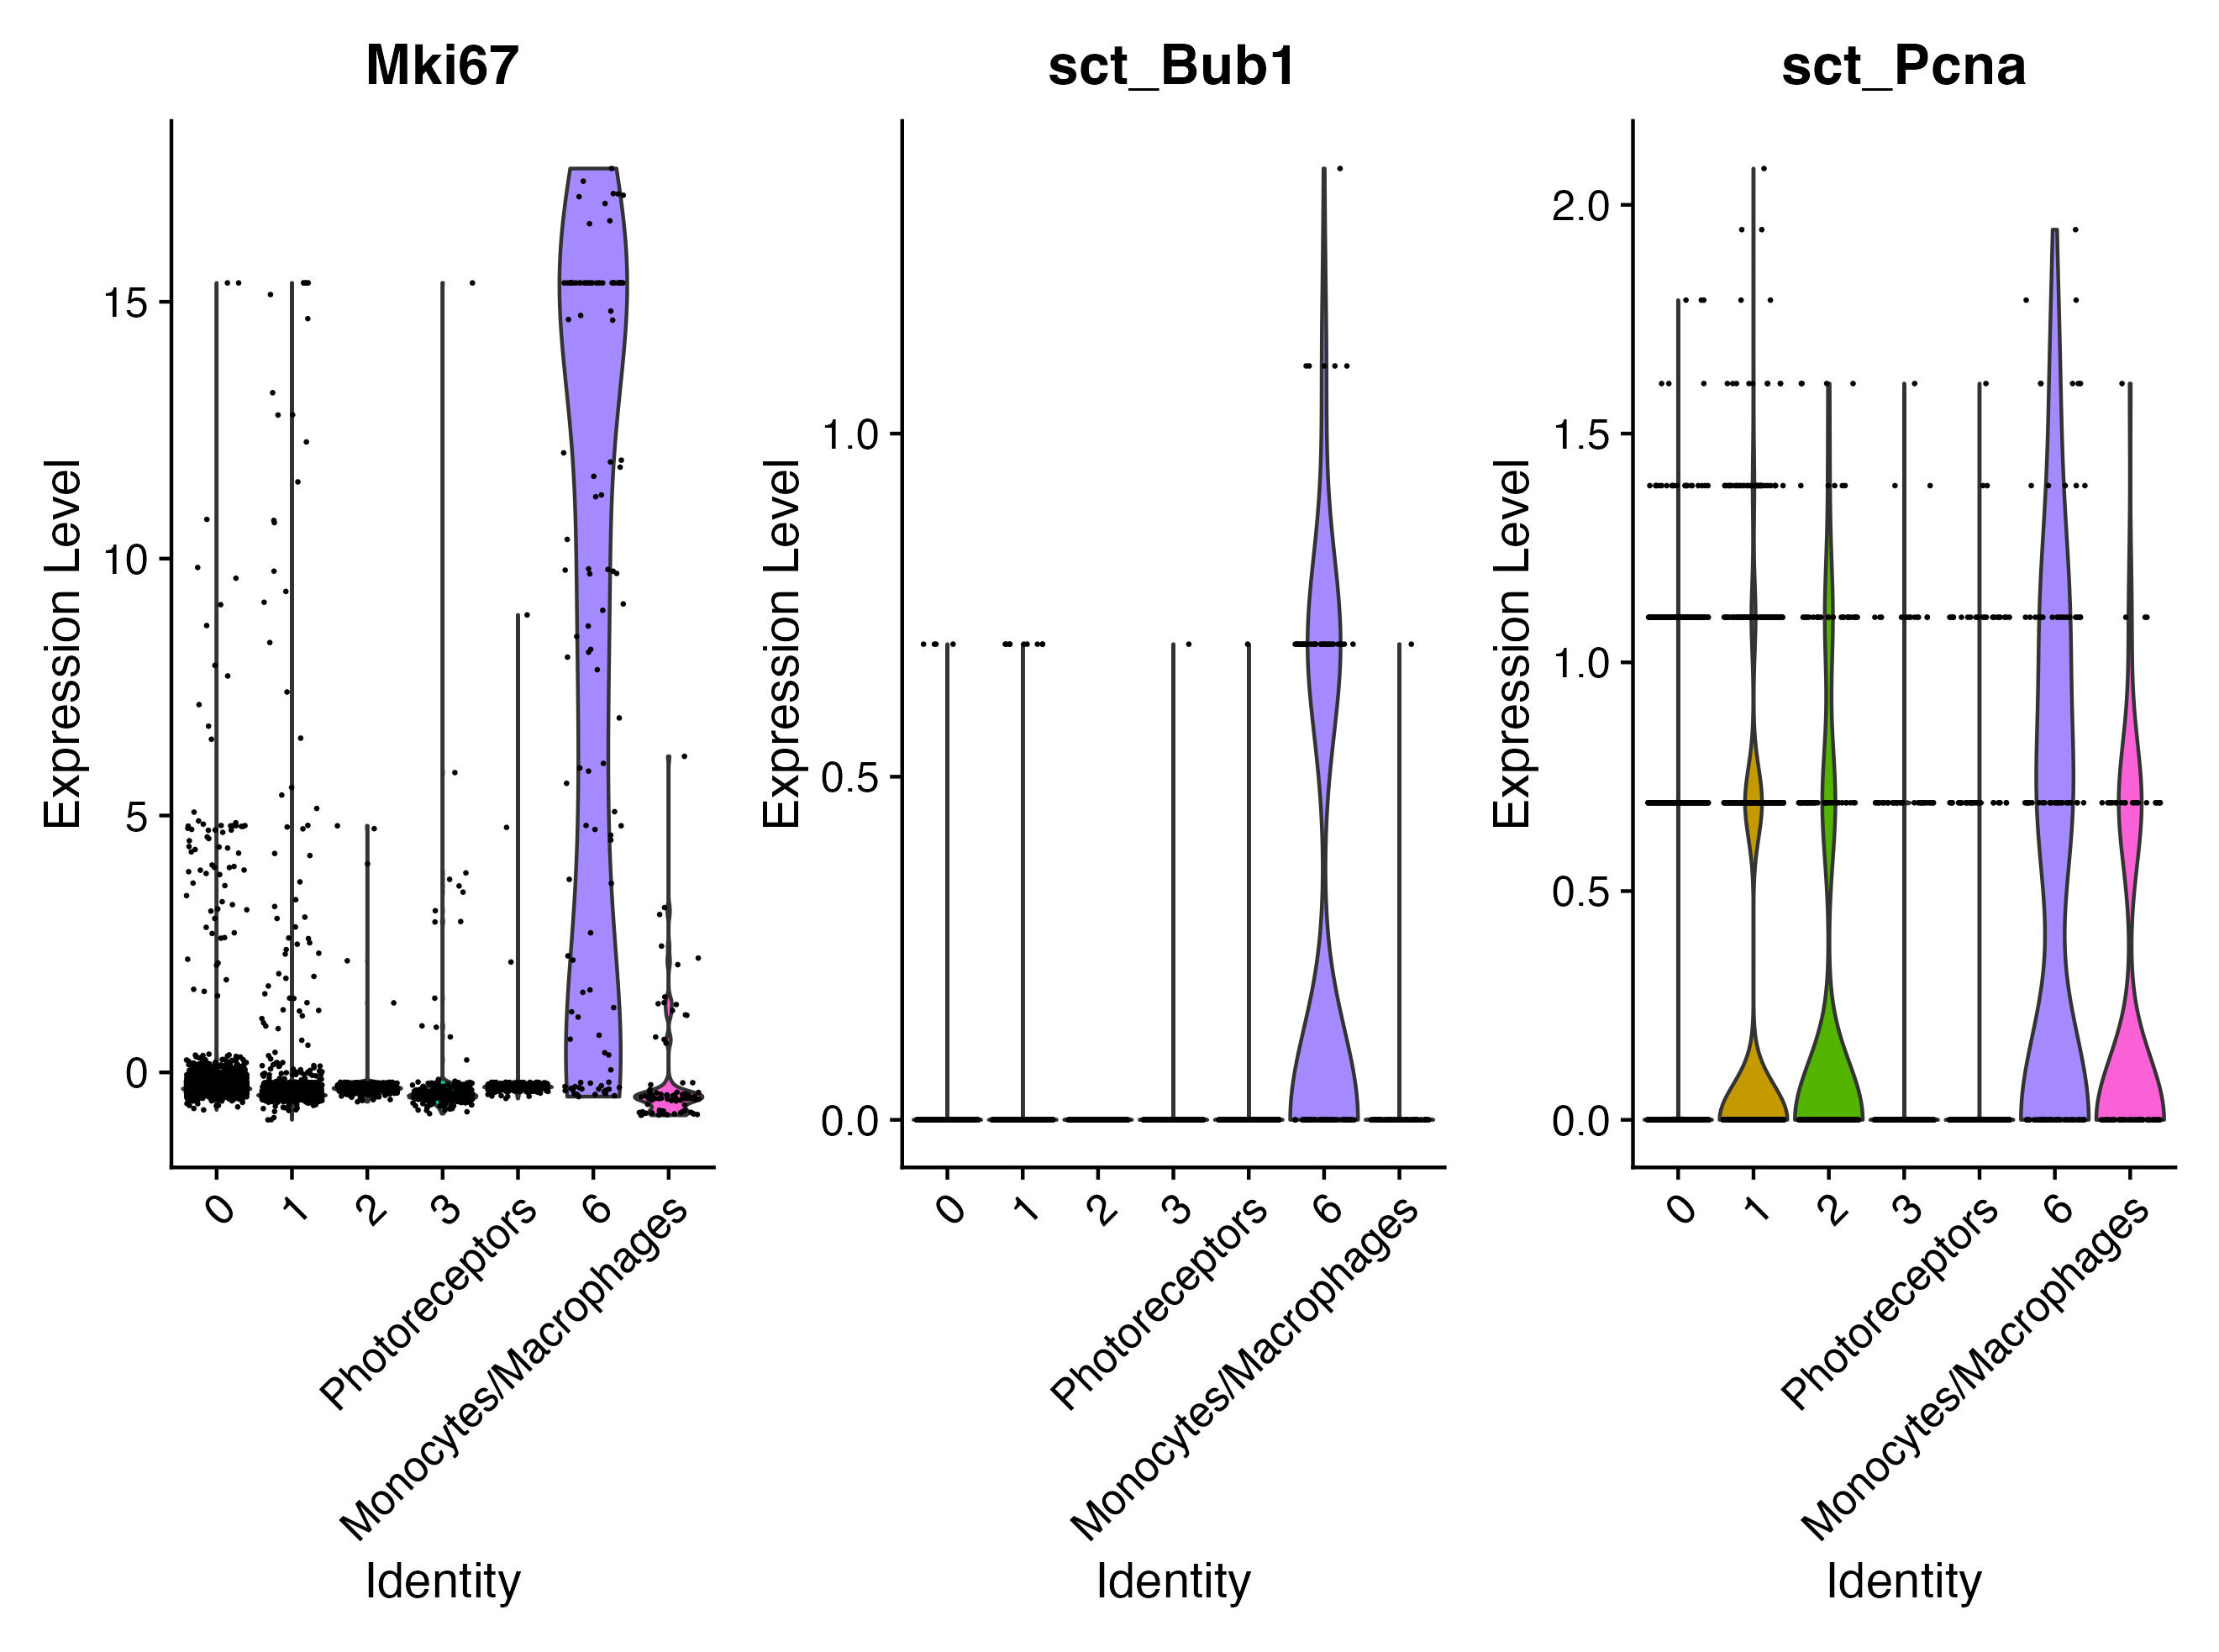 Mki67
Expression Level
15
10
5
0
0
1
2
3
Photoreceptors
6
Monocytes/Macrophages
Identity
sct_Bub1
Expression Level
1.0
0.5
0.0
0
1
2
3
Photoreceptors
6
Monocytes/Macrophages
Identity
sct_Pcna
Expression Level
2.0
1.5
1.0
0.5
0.0
0
1
2
3
Photoreceptors
6
Monocytes/Macrophages
Identity